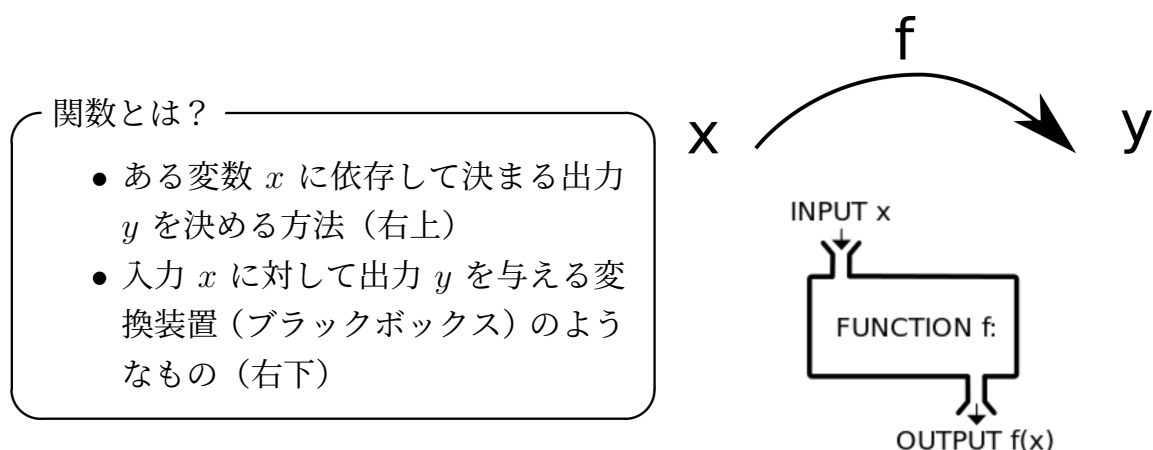 関数とは？
• ある変数 x に依存して決まる出力
y を決める方法（右上）
• 入力 x に対して出力 y を与える変
換装置（ブラックボックス）のよう
なもの（右下）
f
x
y
INPUT x
FUNCTION f:
OUTPUT f(x)